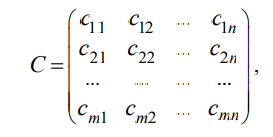 c11 c12 ... c1n
c21 c22 ... c2n
C = ... ... ... ... ,
cm1 cm2 ... cmn